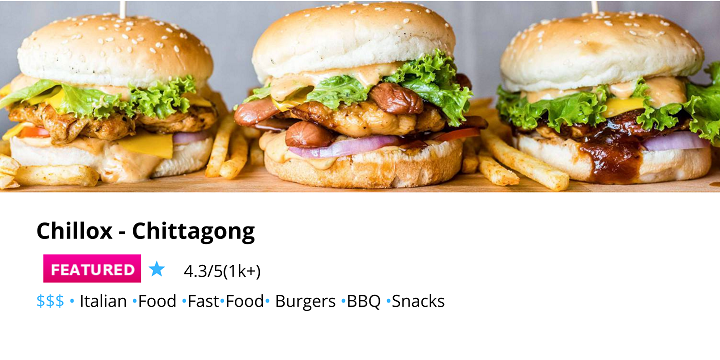 Chillox - Chittagong
FEATURED ★ 4.3/5(1k+)
$$$ • Italian •Food •Fast•Food• Burgers •BBQ •Snacks